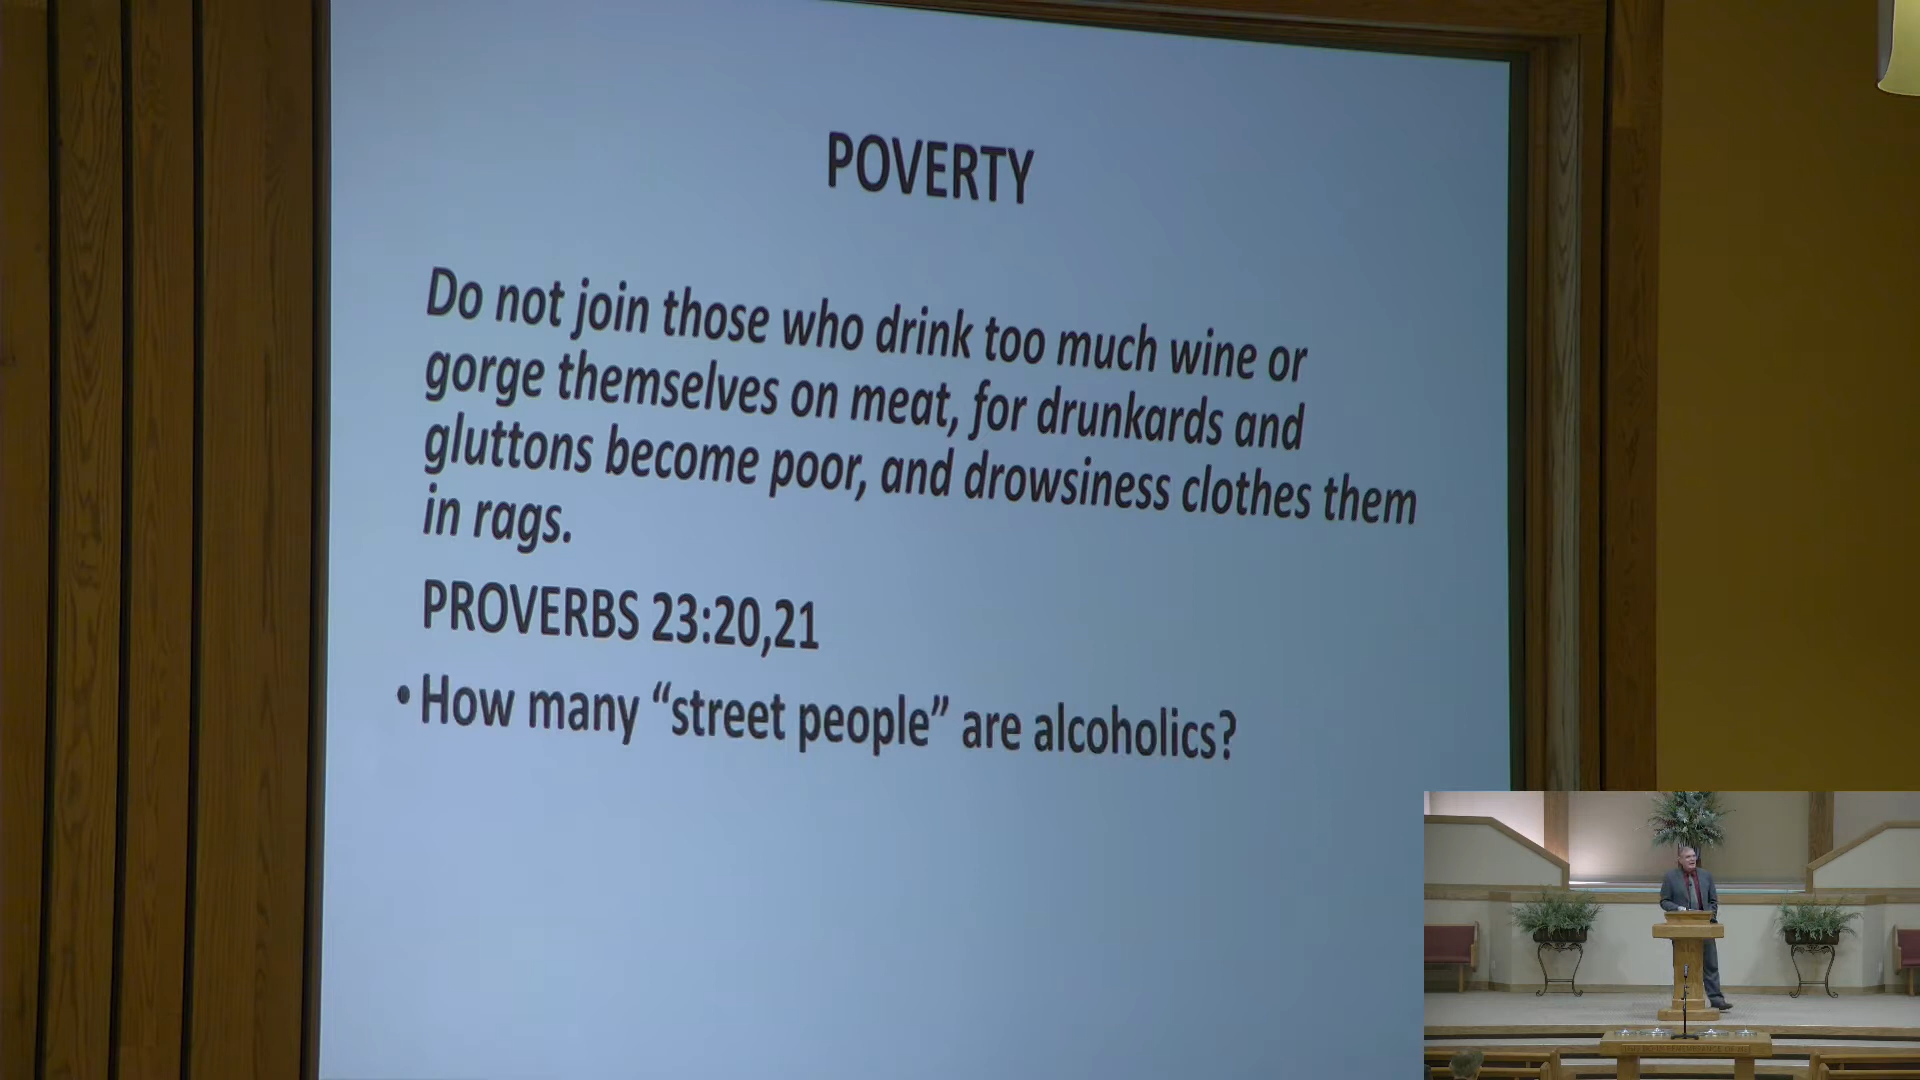 POVERTY
Do not join those who drink too much wine or
gorge themselves on meat, for drunkards and
gluttons become poor, and drowsiness clothes them
in rags.
PROVERBS 23:20,21
• How many “street people” are alcoholics?